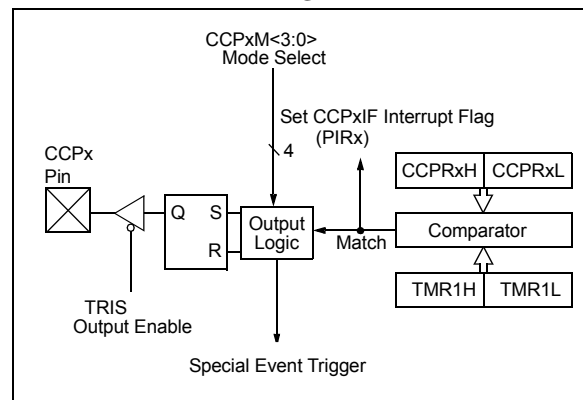 CCPxM<3:0>
Mode Select
Set CCPxIF Interrupt Flag
(PIRx)
4
CCPx
Pin
CCPRxH CCPRxL
Q S
R
Output
Logic
Match
Comparator
TMR1H TMR1L
TRIS
Output Enable
Special Event Trigger